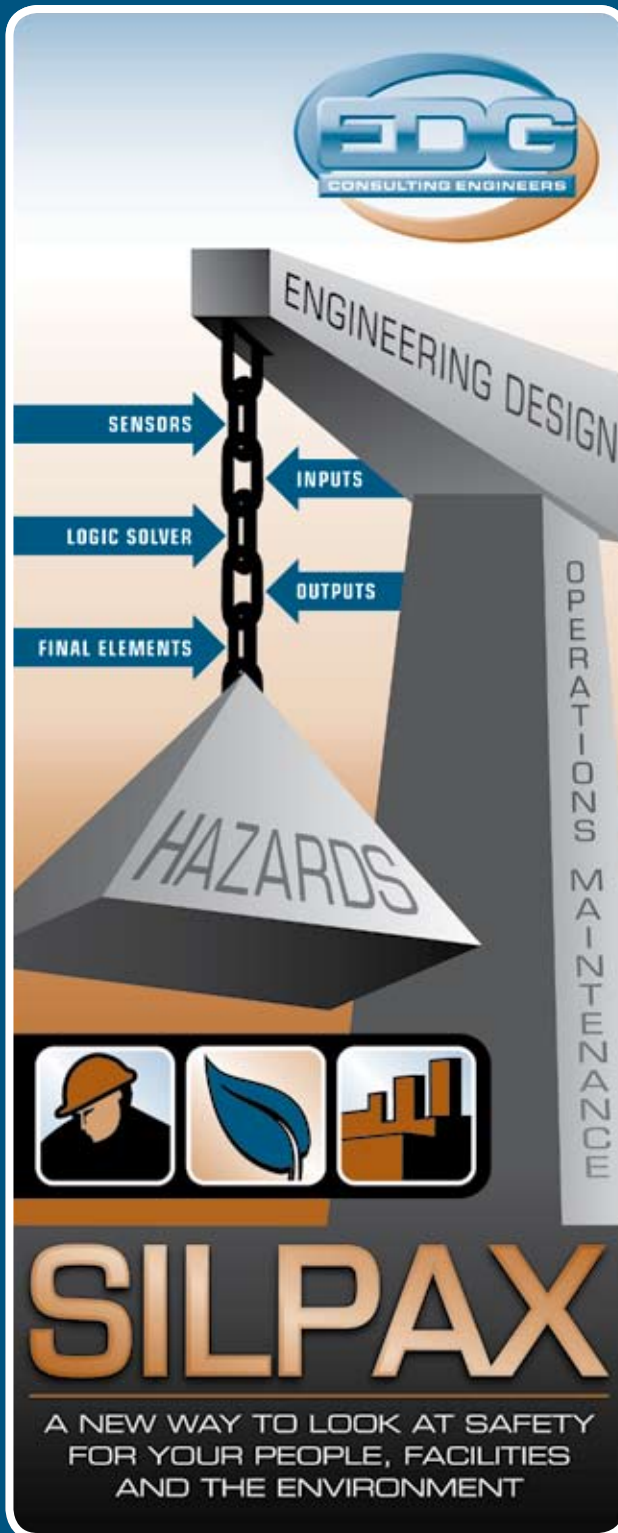 EDG
CONSULTING ENGINEERS
ENGINEERING DESIGN
SENSORS
INPUTS
LOGIC SOLVER
OUTPUTS
FINAL ELEMENTS
OPERATIONS MAINTENANCE
HAZARDS
SILPAX
A NEW WAY TO LOOK AT SAFETY
FOR YOUR PEOPLE, FACILITIES
AND THE ENVIRONMENT